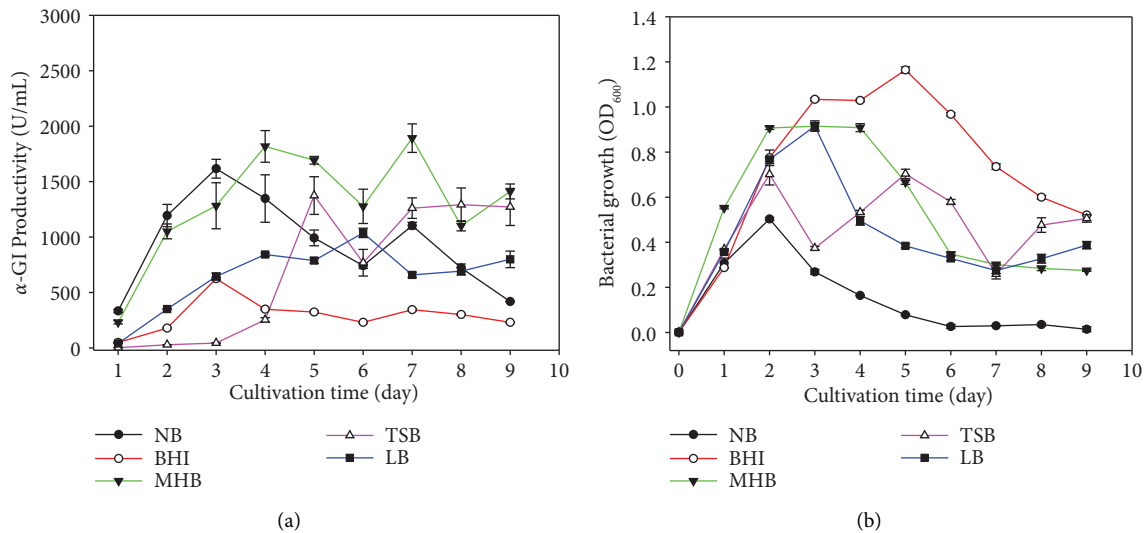 3000
2500
2000
1500
1000
500
0
α-GI Productivity (U/mL)
1 2 3 4 5 6 7 8 9 10
Cultivation time (day)
NB
BHI
MHB
TSB
LB
(a)
1.4
1.2
1.0
0.8
0.6
0.4
0.2
0.0
Bacterial growth (OD600)
0 1 2 3 4 5 6 7 8 9 10
Cultivation time (day)
NB
BHI
MHB
TSB
LB
(b)